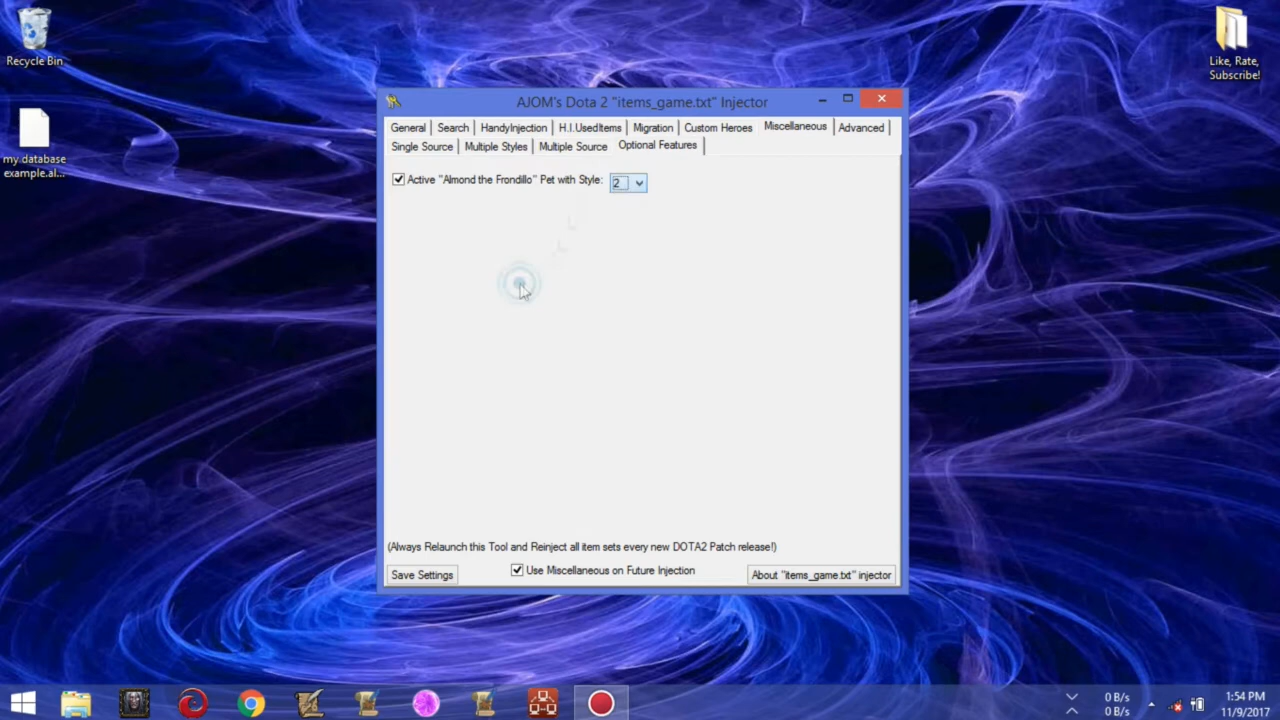 Recycle Bin
my database
example.al...
Like, Rate,
Subscribe!
AJOM's Dota 2 "items_game.txt" Injector
General Search HandyInjection H.I.UsedItems Migration Custom Heroes Miscellaneous Advanced
Single Source Multiple Styles Multiple Source Optional Features
Active "Almond the Frondillo" Pet with Style: 2
(Always Relaunch this Tool and Reinject all item sets every new DOTA2 Patch release!)
Save Settings Use Miscellaneous on Future Injection About "items_game.txt" injector
0 B/s
0 B/s
1:54 PM
11/9/2017